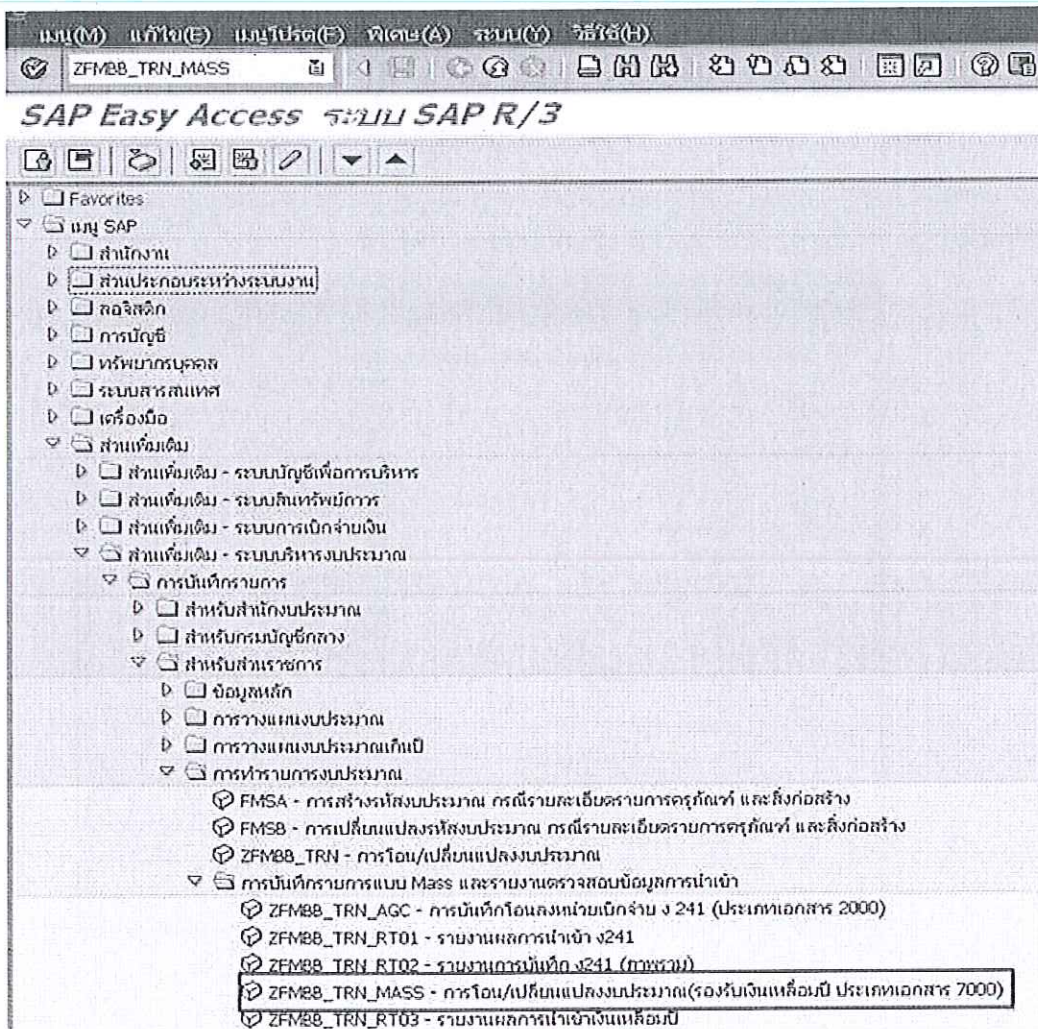 เมนู(M) แก้ไข(E) เมนูโปรด(F) พิเศษ(A) ระบบ(Y) วิธีใช้(H)
ZFMBB_TRN_MASS
SAP Easy Access ระบบ SAP R/3
Favorites
เมนู SAP
สำนักงาน
ส่วนประกอบระหว่างระบบงาน
ลอจิสติก
การบัญชี
ทรัพยากรบุคคล
ระบบสารสนเทศ
เครื่องมือ
ส่วนเพิ่มเติม
ส่วนเพิ่มเติม - ระบบบัญชีเพื่อการบริหาร
ส่วนเพิ่มเติม - ระบบสินทรัพย์ถาวร
ส่วนเพิ่มเติม - ระบบการเบิกจ่ายเงิน
ส่วนเพิ่มเติม - ระบบบริหารงบประมาณ
การบันทึกรายการ
สำหรับสำนักงบประมาณ
สำหรับกรมบัญชีกลาง
สำหรับส่วนราชการ
ข้อมูลหลัก
การวางแผนงบประมาณ
การวางแผนงบประมาณเกินปี
การทำรายการงบประมาณ
FMSA - การสร้างรหัสงบประมาณ กรณีรายละเอียดรายการครุภัณฑ์ และสิ่งก่อสร้าง
FMSB - การเปลี่ยนแปลงรหัสงบประมาณ กรณีรายละเอียดรายการครุภัณฑ์ และสิ่งก่อสร้าง
ZFMBB_TRN - การโอน/เปลี่ยนแปลงงบประมาณ
การบันทึกรายการแบบ Mass และรายงานตรวจสอบข้อมูลการนำเข้า
ZFMBB_TRN_AGC - การบันทึกโอนลงหน่วยเบิกจ่าย ง 241 (ประเภทเอกสาร 2000)
ZFMBB_TRN_RT01 - รายงานผลการนำเข้า ง241
ZFMBB_TRN_RT02 - รายงานการบันทึก ง241 (ภาพรวม)
ZFMBB_TRN_MASS - การโอน/เปลี่ยนแปลงงบประมาณ(รองรับเงินเหลือมปี ประเภทเอกสาร 7000)
ZFMBB_TRN_RT03 - รายงานผลการนำเข้าเงินเหลือมปี